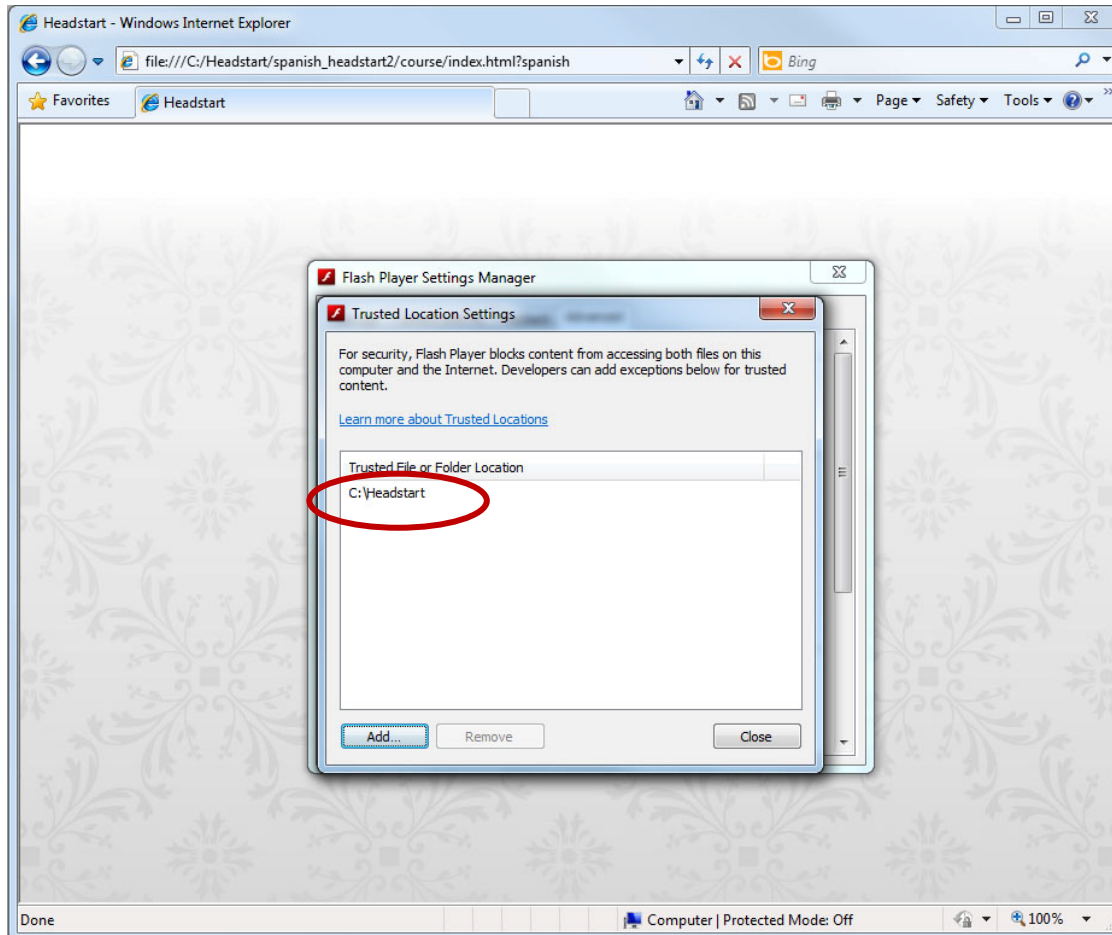 Headstart - Windows Internet Explorer
file:///C:/Headstart/spanish_headstart2/course/index.html?spanish
Bing
Favorites
Headstart
Page
Safety
Tools
Flash Player Settings Manager
Trusted Location Settings
Advanced
For security, Flash Player blocks content from accessing both files on this
computer and the Internet. Developers can add exceptions below for trusted
content.
Learn more about Trusted Locations
Trusted File or Folder Location
C:\Headstart
Add...
Remove
Close
Done
Computer | Protected Mode: Off
100%